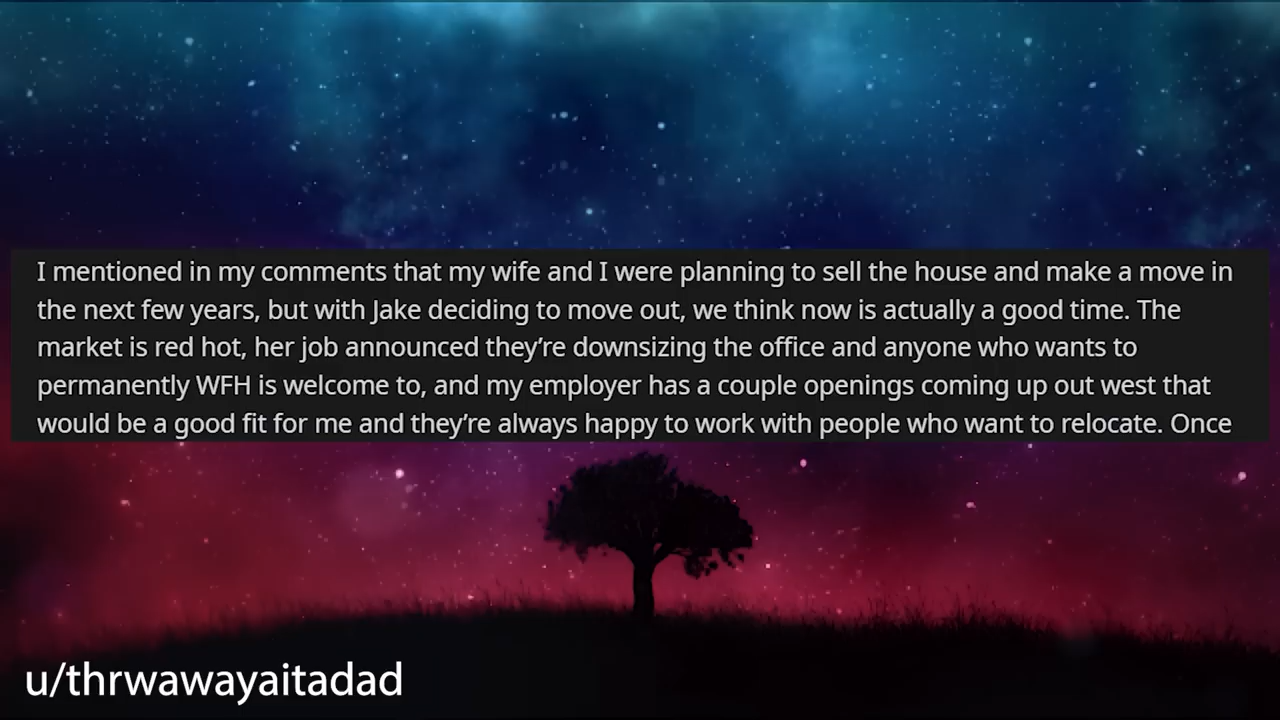 I mentioned in my comments that my wife and I were planning to sell the house and make a move in
the next few years, but with Jake deciding to move out, we think now is actually a good time. The
market is red hot, her job announced they’re downsizing the office and anyone who wants to
permanently WFH is welcome to, and my employer has a couple openings coming up out west that
would be a good fit for me and they’re always happy to work with people who want to relocate. Once
u/thrwawayaitadad